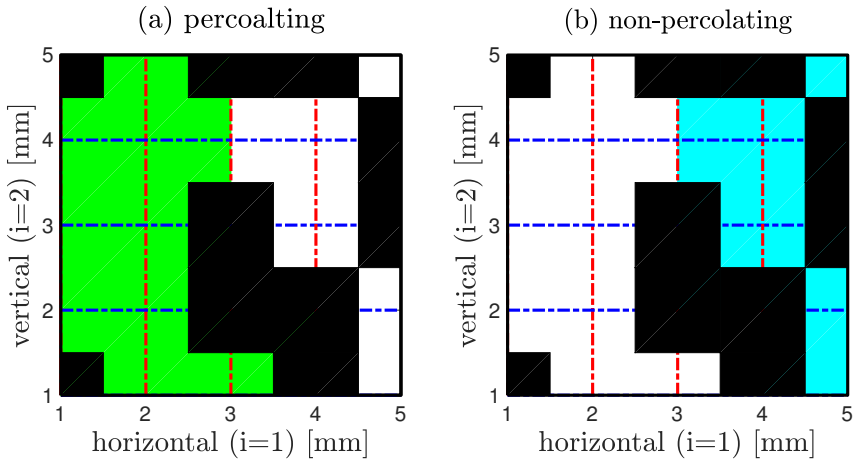 (a) percoalting
(b) non-percolating
5
4
3
2
1
vertical (i=2) [mm]
1 2 3 4 5
horizontal (i=1) [mm]
5
4
3
2
1
vertical (i=2) [mm]
1 2 3 4 5
horizontal (i=1) [mm]